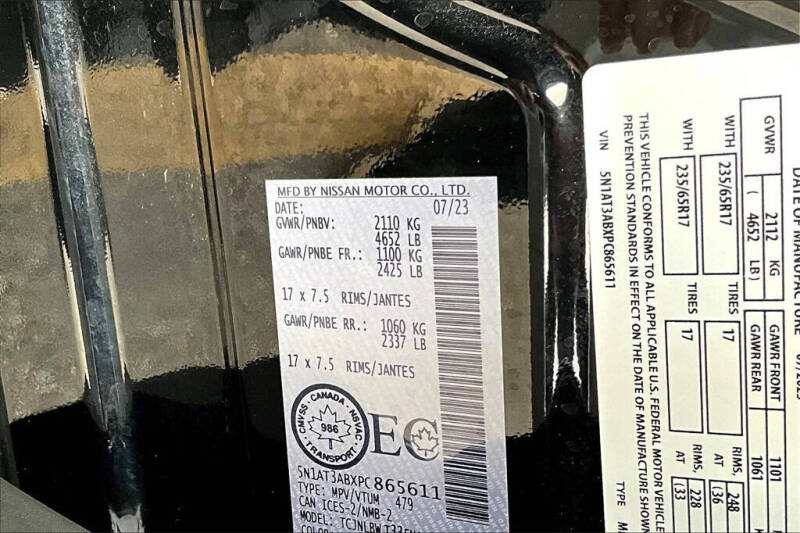 MFD BY NISSAN MOTOR CO., LTD.
DATE: 07/23
GVWR/PNBV: 2110 KG
4652 LB
GAWR/PNBE FR.: 1100 KG
2425 LB
17 x 7.5 RIMS/JANTES
GAWR/PNBE RR.: 1060 KG
2337 LB
17 x 7.5 RIMS/JANTES
CANADA
CMVSS NSVAC
986
TRANSPORT
EC
5N1AT3ABXPC865611
TYPE: MPV/VTUM 479
CAN ICES-2/NMB-2
MODEL:
DATE OF MANUFACTURE
GVWR 2112 KG GAWR FRONT 1101
( 4652 LB ) GAWR REAR 1061
WITH 235/65R17 TIRES 17 RIMS, 248
AT (36
WITH 235/65R17 TIRES 17 RIMS, 228
AT (33
THIS VEHICLE CONFORMS TO ALL APPLICABLE U.S. FEDERAL MOTOR VEHICLE
PREVENTION STANDARDS IN EFFECT ON THE DATE OF MANUFACTURE SHOWN
VIN 5N1AT3ABXPC865611 TYPE